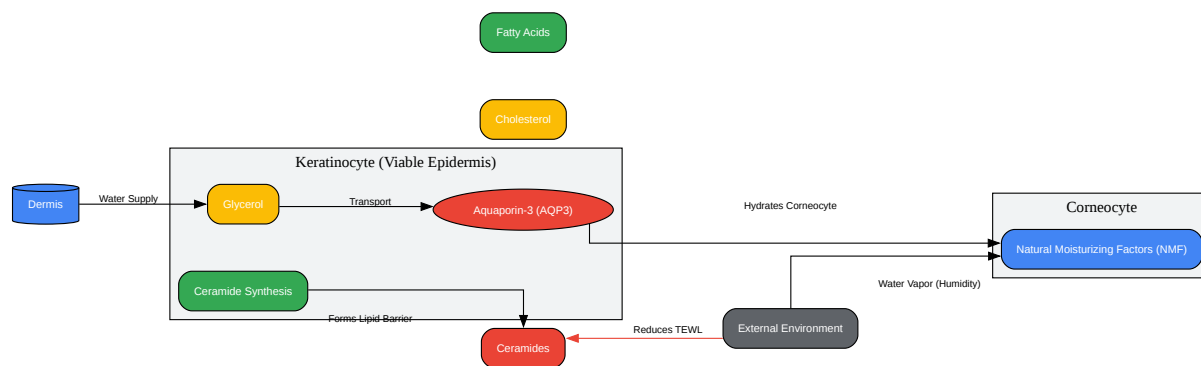 Fatty Acids
Cholesterol
Keratinocyte (Viable Epidermis)
Dermis
Water Supply
Glycerol
Transport
Aquaporin-3 (AQP3)
Hydrates Corneocyte
Corneocyte
Natural Moisturizing Factors (NMF)
Ceramide Synthesis
Water Vapor (Humidity)
Forms Lipid Barrier
Reduces TEWL
External Environment
Ceramides